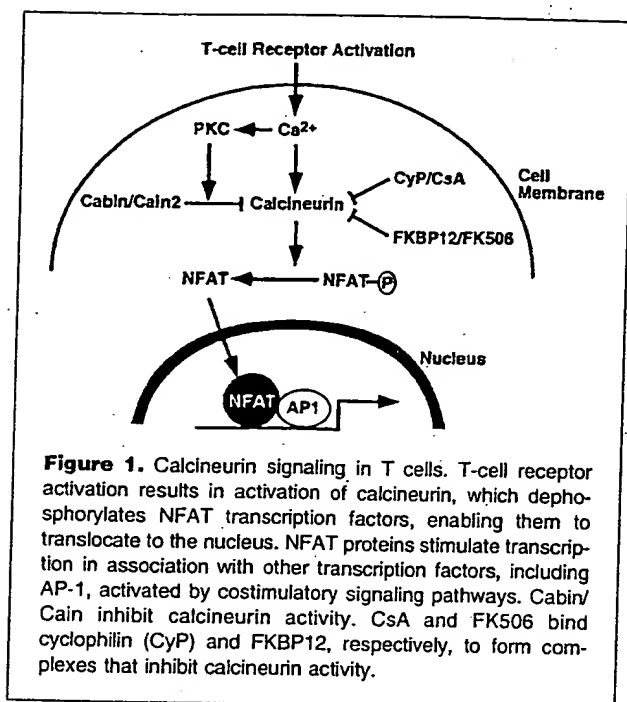 T-cell Receptor Activation
PKC Ca2+
CyP/CsA
Cell
Membrane
Cabin/Cain2 Calcineurin
FKBP12/FK506
NFAT NFAT-P
Nucleus
NFAT AP1
Figure 1. Calcineurin signaling in T cells. T-cell receptor
activation results in activation of calcineurin, which depho-
sphorylates NFAT transcription factors, enabling them to
translocate to the nucleus. NFAT proteins stimulate transcrip-
tion in association with other transcription factors, including
AP-1, activated by costimulatory signaling pathways. Cabin/
Cain inhibit calcineurin activity. CsA and FK506 bind
cyclophilin (CyP) and FKBP12, respectively, to form com-
plexes that inhibit calcineurin activity.